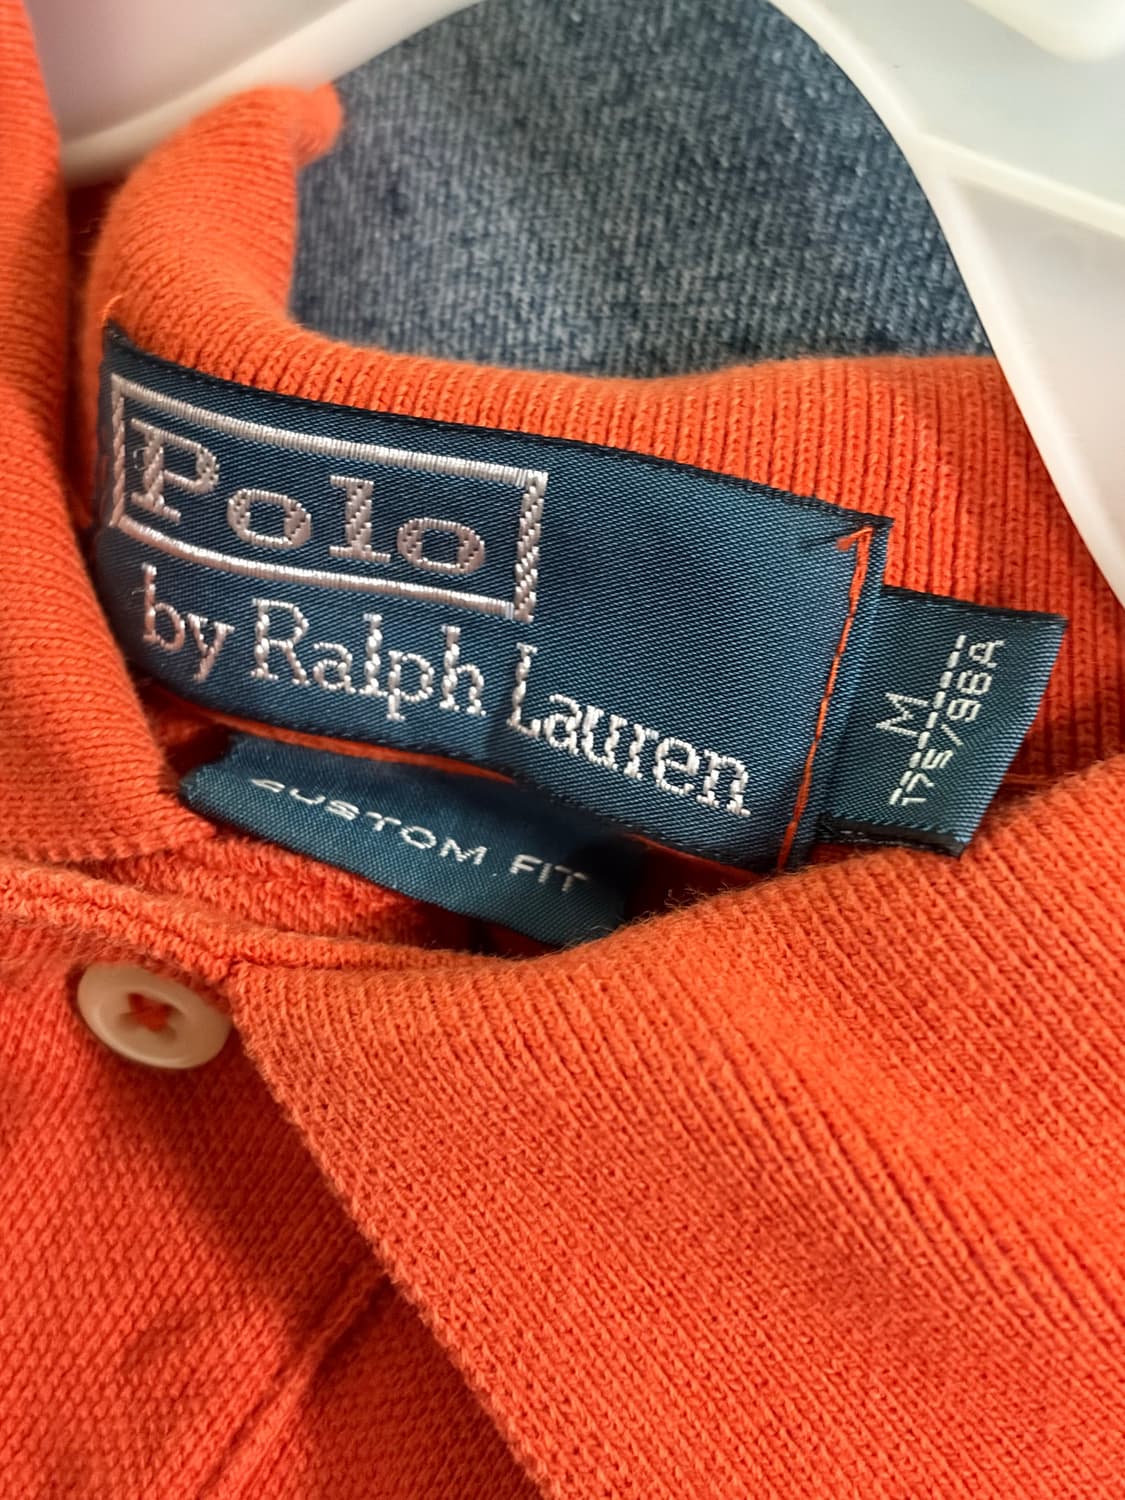 Polo
by Ralph Lauren
M
175/96A
CUSTOM FIT